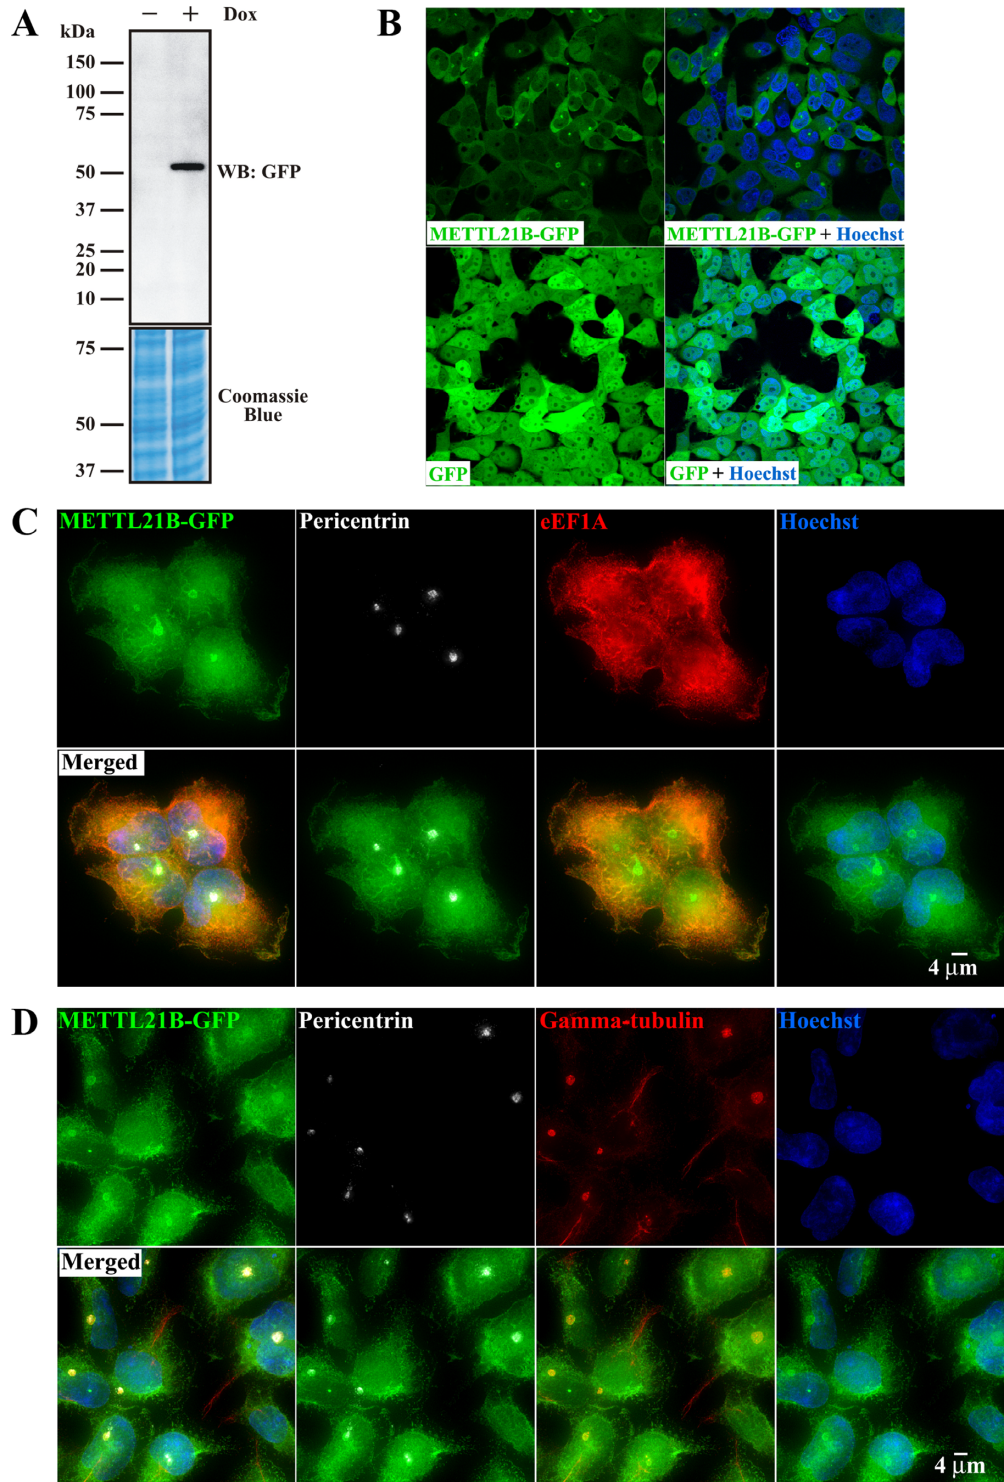 A
− + Dox
kDa
150
100
75
50
37
25
20
10
WB: GFP
75
50
37
Coomassie
Blue
B
METTL21B-GFP
METTL21B-GFP + Hoechst
GFP
GFP + Hoechst
C
METTL21B-GFP
Pericentrin
eEF1A
Hoechst
Merged
4 µm
D
METTL21B-GFP
Pericentrin
Gamma-tubulin
Hoechst
Merged
4 µm